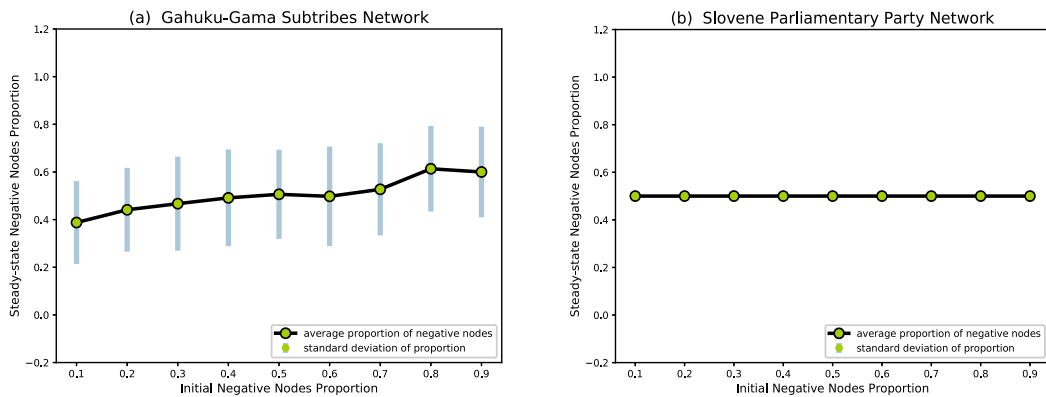 (a) Gahuku-Gama Subtribes Network
Steady-state Negative Nodes Proportion
1.2
1.0
0.8
0.6
0.4
0.2
0.0
−0.2
average proportion of negative nodes
standard deviation of proportion
0.1 0.2 0.3 0.4 0.5 0.6 0.7 0.8 0.9
Initial Negative Nodes Proportion
(b) Slovene Parliamentary Party Network
Steady-state Negative Nodes Proportion
1.2
1.0
0.8
0.6
0.4
0.2
0.0
−0.2
average proportion of negative nodes
standard deviation of proportion
0.1 0.2 0.3 0.4 0.5 0.6 0.7 0.8 0.9
Initial Negative Nodes Proportion